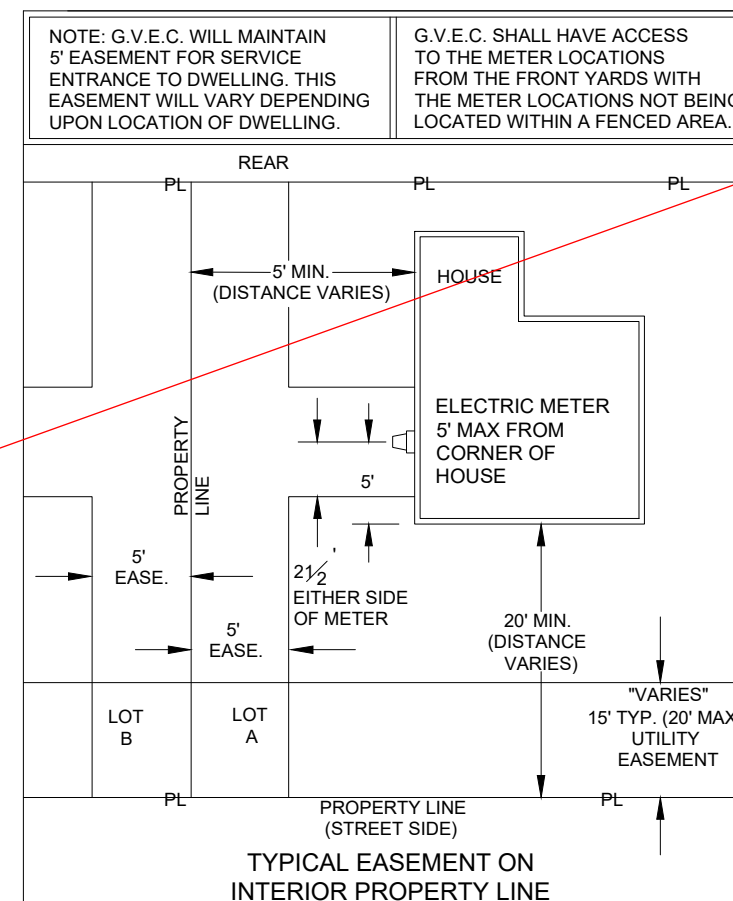 NOTE: G.V.E.C. WILL MAINTAIN
5' EASEMENT FOR SERVICE
ENTRANCE TO DWELLING. THIS
EASEMENT WILL VARY DEPENDING
UPON LOCATION OF DWELLING.
G.V.E.C. SHALL HAVE ACCESS
TO THE METER LOCATIONS
FROM THE FRONT YARDS WITH
THE METER LOCATIONS NOT BEING
LOCATED WITHIN A FENCED AREA.
REAR
PL
PL
PL
5' MIN.
(DISTANCE VARIES)
HOUSE
ELECTRIC METER
5' MAX FROM
CORNER OF
HOUSE
PROPERTY
LINE
5'
5'
EASE.
2 1/2'
EITHER SIDE
OF METER
5'
EASE.
20' MIN.
(DISTANCE
VARIES)
"VARIES"
15' TYP. (20' MAX
UTILITY
EASEMENT
LOT
B
LOT
A
PL
PL
PROPERTY LINE
(STREET SIDE)
TYPICAL EASEMENT ON
INTERIOR PROPERTY LINE